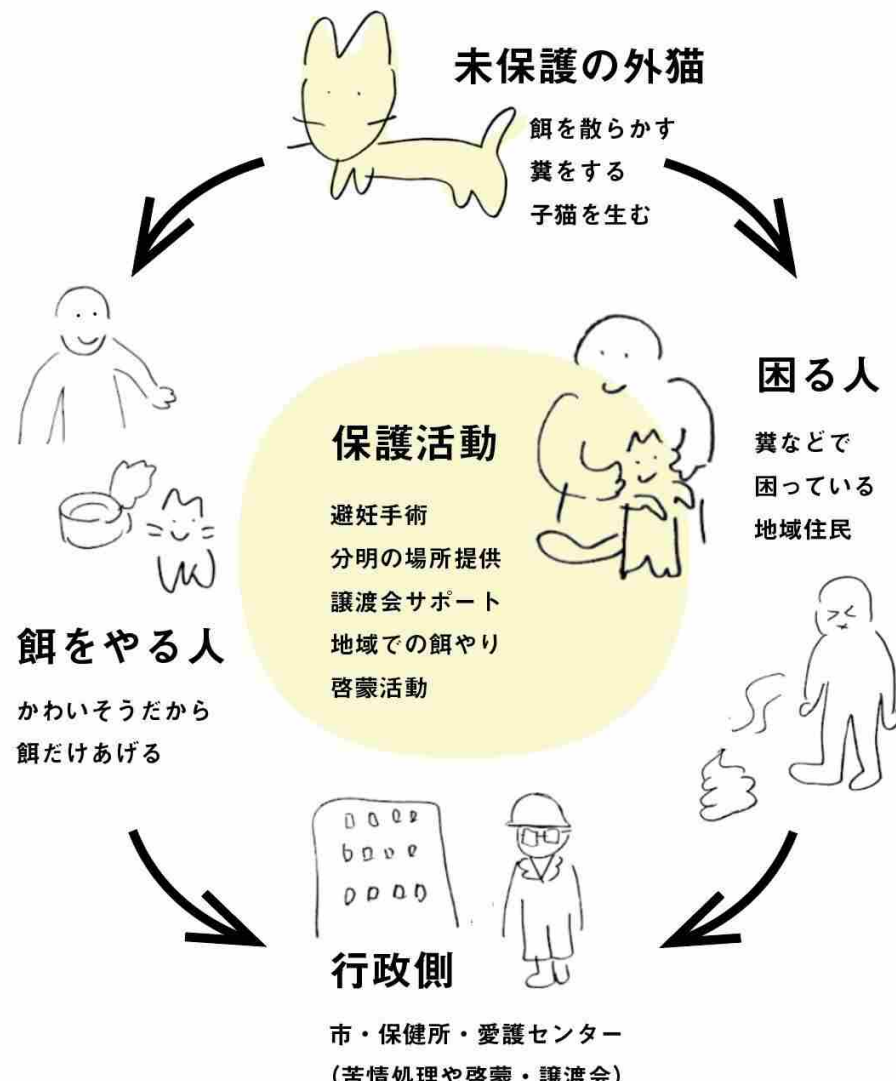 未保護の外猫
餌を散らかす
糞をする
子猫を生む
困る人
糞などで
困っている
地域住民
保護活動
避妊手術
分明の場所提供
譲渡会サポート
地域での餌やり
啓蒙活動
餌をやる人
かわいそうだから
餌だけあげる
行政側
市・保健所・愛護センター
(苦情処理や啓蒙・譲渡会)